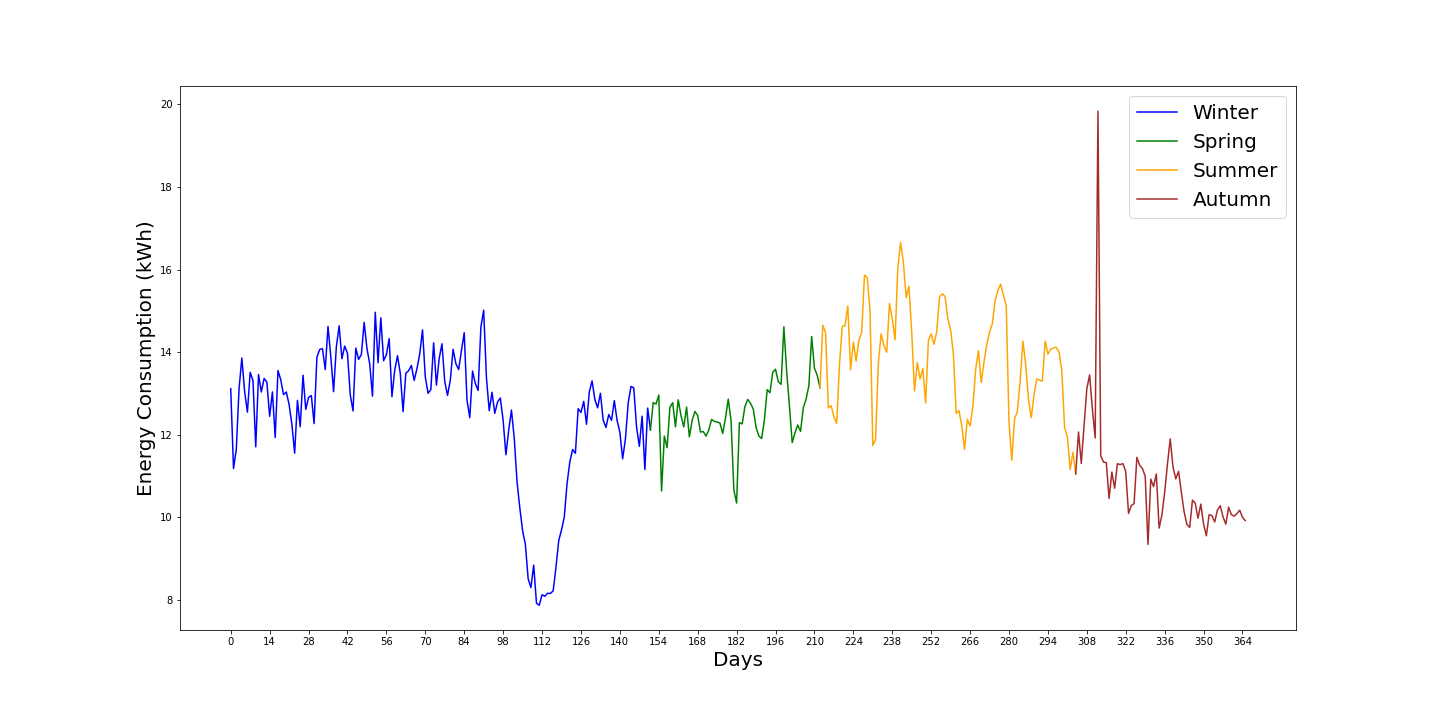 20
18
16
14
12
10
8
Energy Consumption (kWh)
Winter
Spring
Summer
Autumn
0 14 28 42 56 70 84 98 112 126 140 154 168 182 196 210 224 238 252 266 280 294 308 322 336 350 364
Days